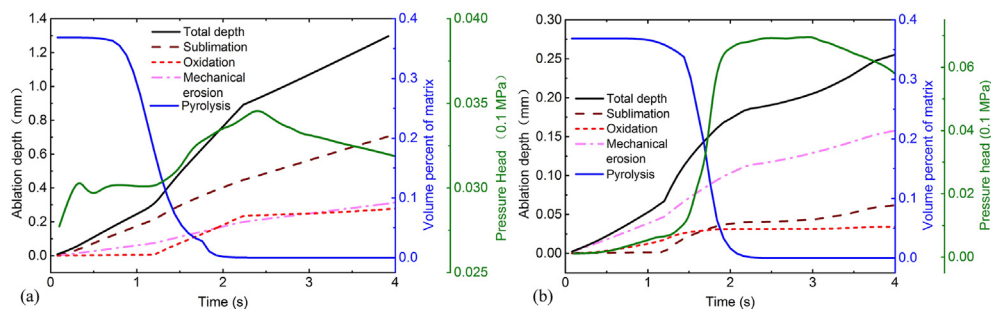 Ablation depth（mm）
1.4
1.2
1.0
0.8
0.6
0.4
0.2
0.0
Total depth
Sublimation
Oxidation
Mechanical
erosion
Pyrolysis
0.4
0.3
0.2
0.1
0.0
Volume percent of matrix
0.040
0.035
0.030
0.025
Pressure Head（0.1 MPa）
0 1 2 3 4
Time (s)
(a)
Ablation depth（mm）
0.30
0.25
0.20
0.15
0.10
0.05
0.00
Total depth
Sublimation
Oxidation
Mechanical
erosion
Pyrolysis
0.4
0.3
0.2
0.1
0.0
Volume percent of matrix
0.06
0.04
0.02
0.00
Pressure head (0.1 MPa)
0 1 2 3 4
Time (s)
(b)